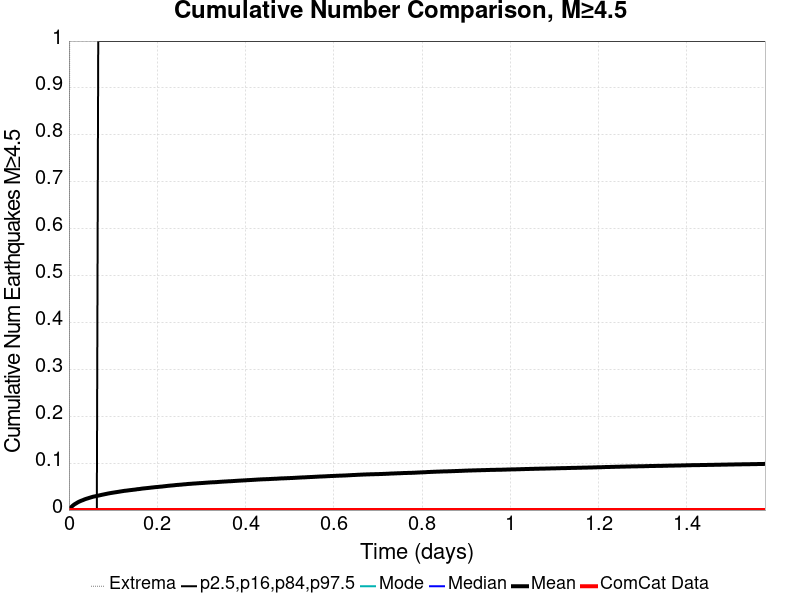 Cumulative Number Comparison, M≥4.5
Cumulative Num Earthquakes M≥4.5
1
0.9
0.8
0.7
0.6
0.5
0.4
0.3
0.2
0.1
0
0 0.2 0.4 0.6 0.8 1 1.2 1.4
Time (days)
Extrema p2.5,p16,p84,p97.5 Mode Median Mean ComCat Data